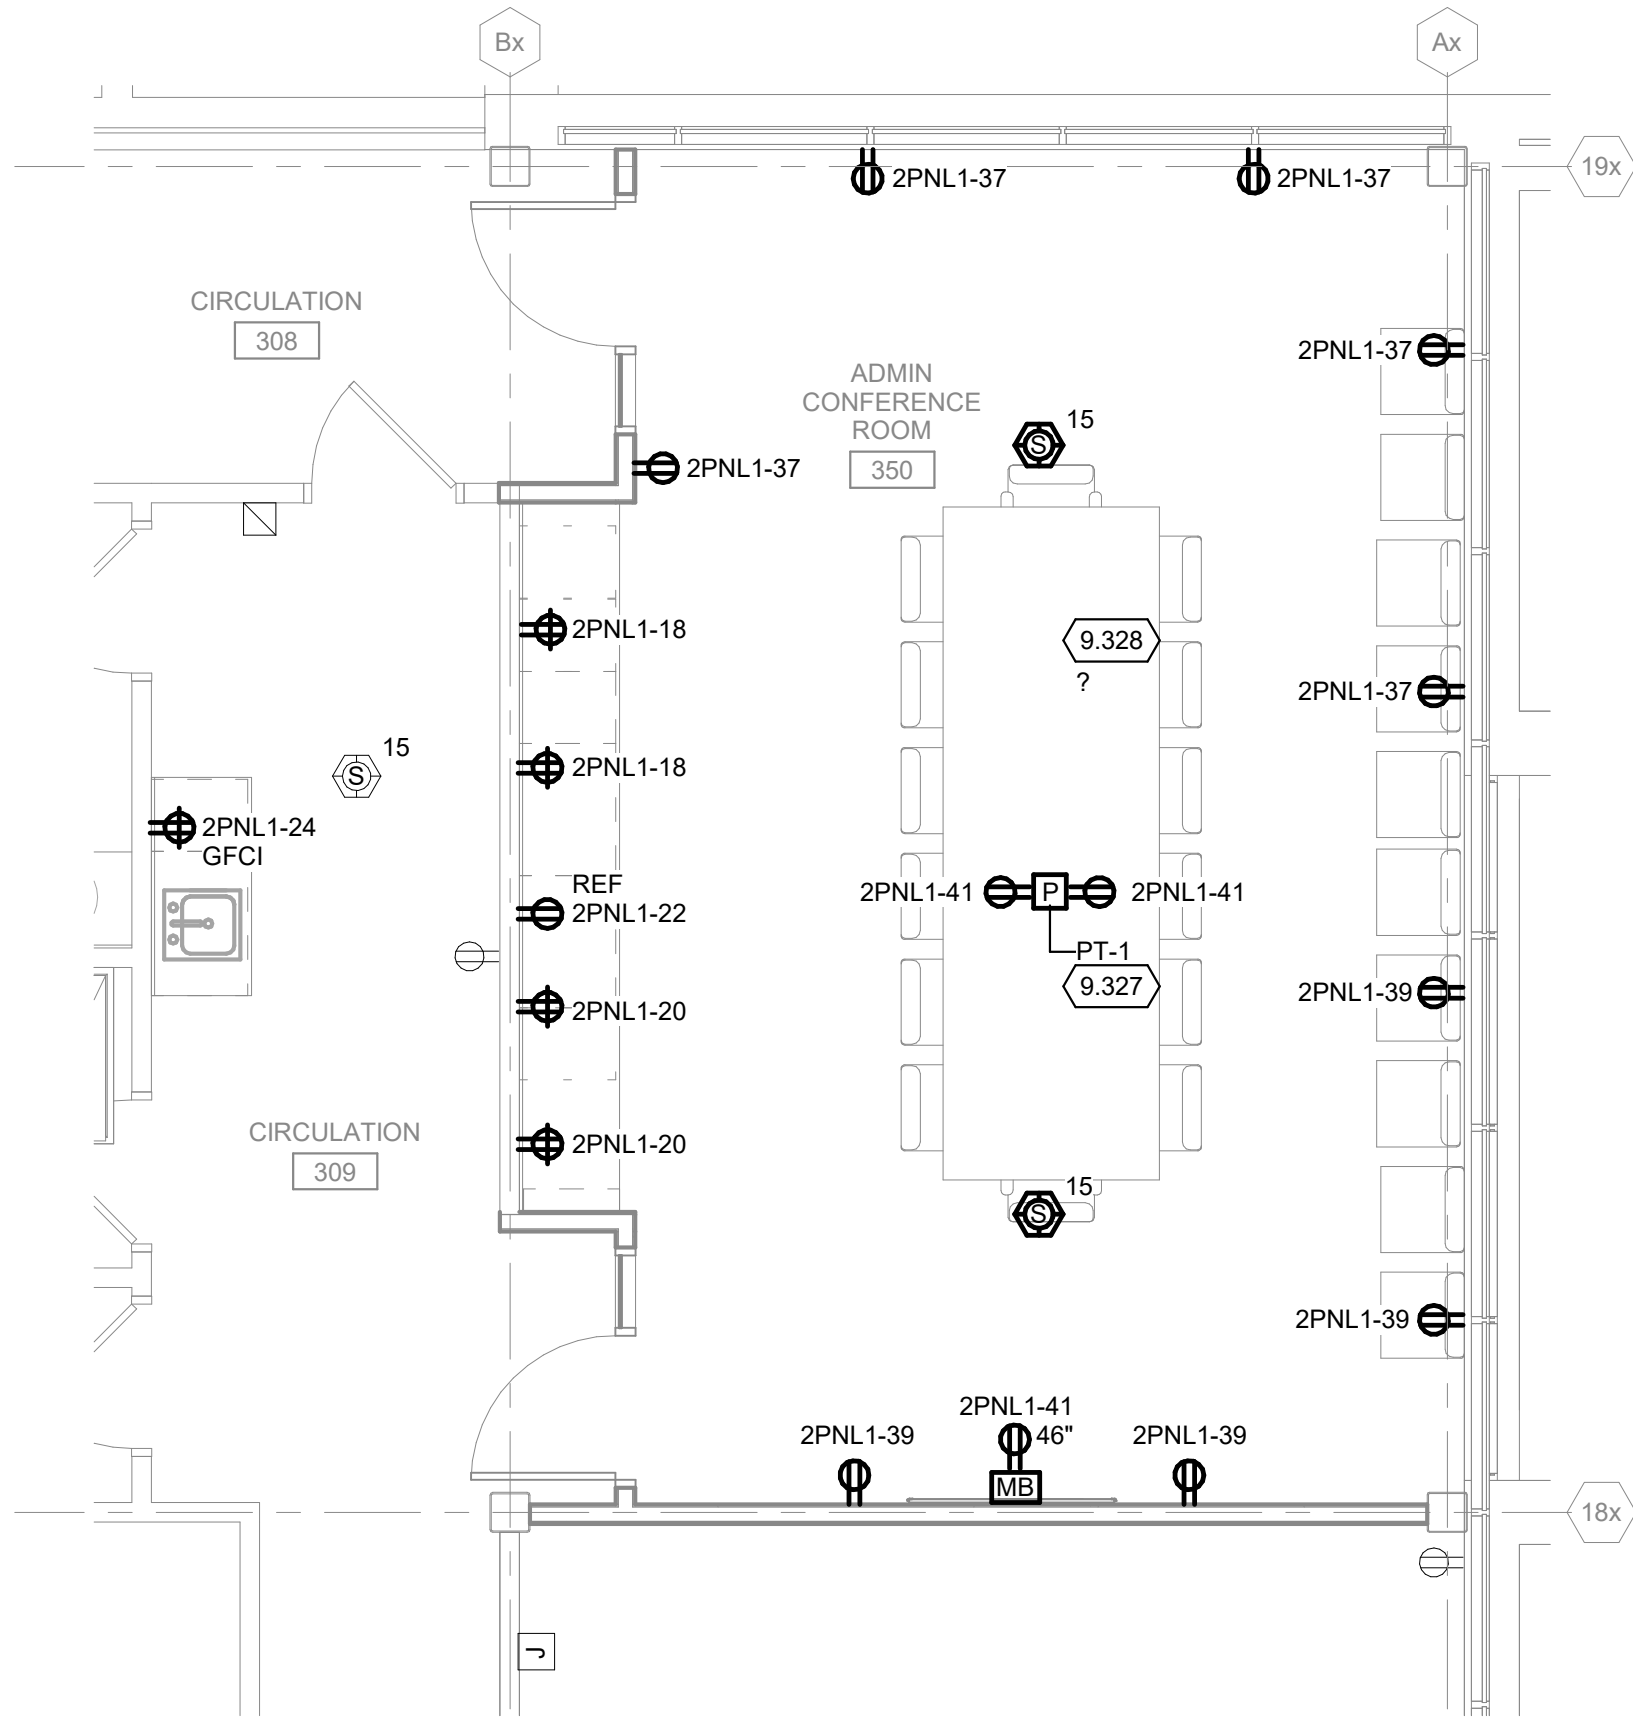 Bx
Ax
19x
2PNL1-37
2PNL1-37
CIRCULATION
308
2PNL1-37
ADMIN
CONFERENCE
ROOM
350
15
S
2PNL1-37
2PNL1-18
9.328
?
2PNL1-37
15
S
2PNL1-18
2PNL1-24
GFCI
REF
2PNL1-22
2PNL1-41
P
2PNL1-41
PT-1
9.327
2PNL1-39
2PNL1-20
CIRCULATION
309
2PNL1-20
15
S
2PNL1-39
2PNL1-41
46"
2PNL1-39
2PNL1-39
MB
18x
J